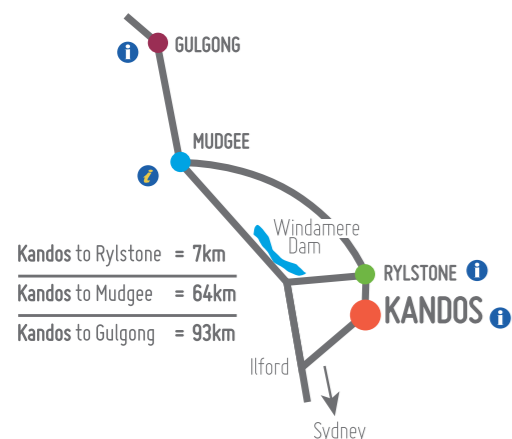 i
GULGONG
MUDGEE
i
Windamere
Dam
Kandos to Rylstone = 7km
Kandos to Mudgee = 64km
Kandos to Gulgong = 93km
RYLSTONE
i
KANDOS
i
Ilford
Sydney